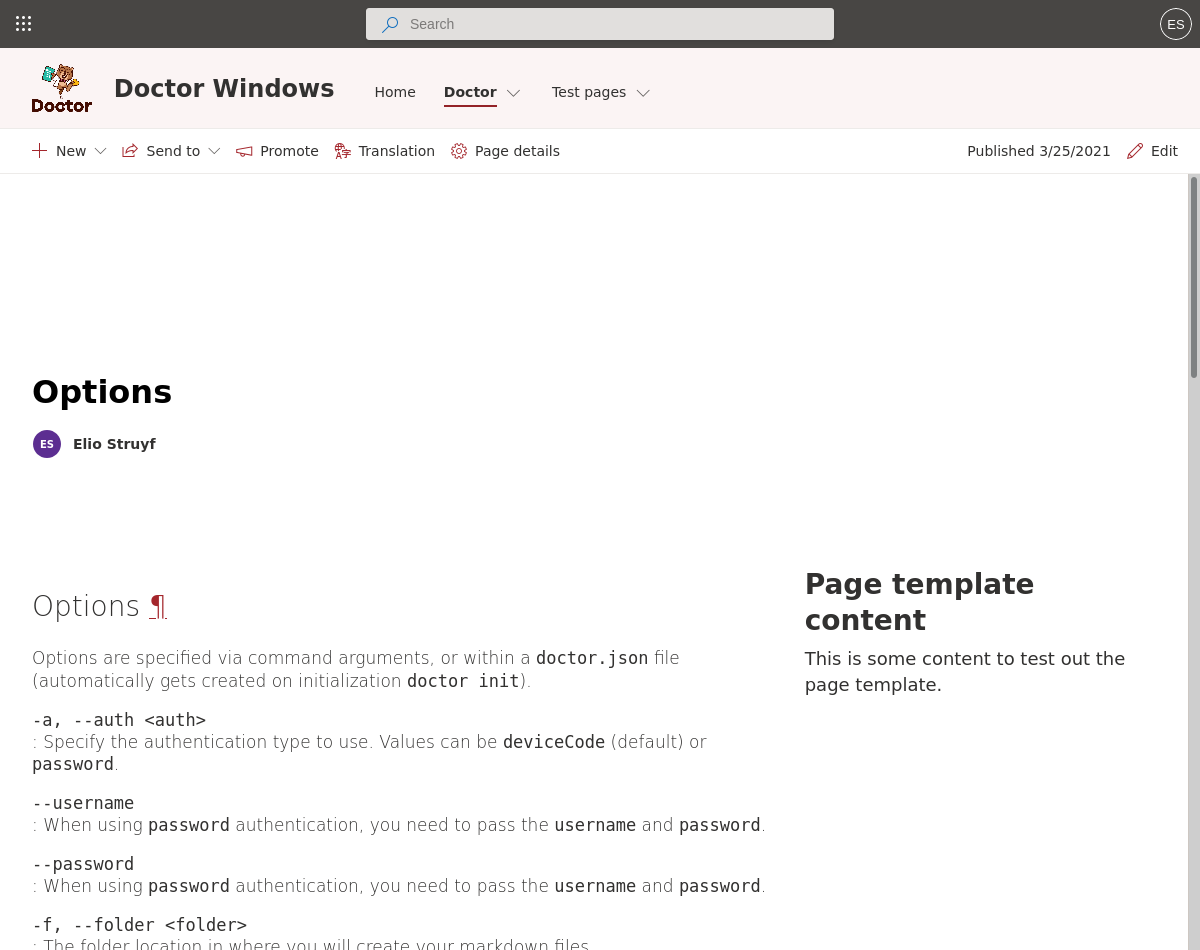 Search
ES
Doctor
Doctor Windows
Home
Doctor
Test pages
New
Send to
Promote
Translation
Page details
Published 3/25/2021
Edit
Options
ES
Elio Struyf
Options ¶
Options are specified via command arguments, or within a doctor.json file
(automatically gets created on initialization doctor init).
-a, --auth <auth>
: Specify the authentication type to use. Values can be deviceCode (default) or
password.
--username
: When using password authentication, you need to pass the username and password.
--password
: When using password authentication, you need to pass the username and password.
-f, --folder <folder>
: The folder location in where you will create your markdown files.
Page template
content
This is some content to test out the
page template.